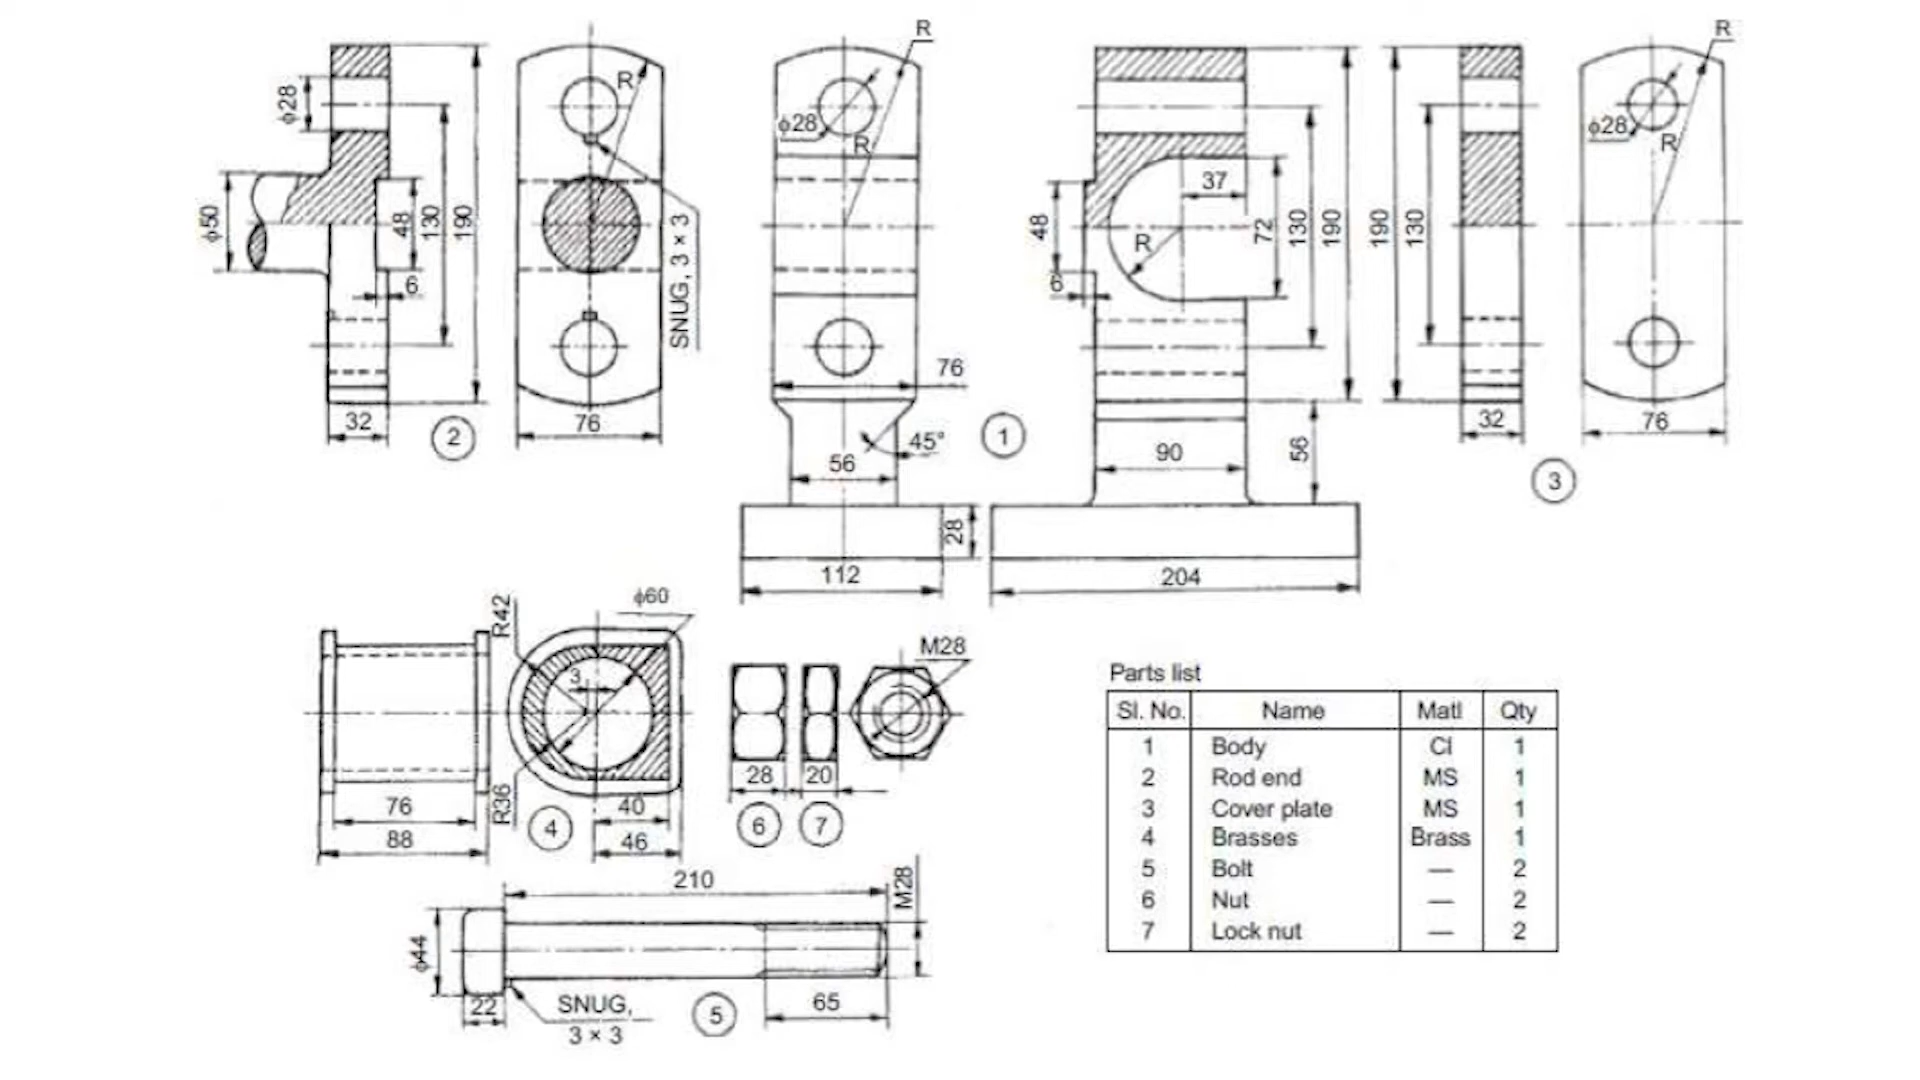 R
R
R
R
R
R
ϕ28
ϕ28
ϕ28
37
ϕ50
48
130
190
SNUG, 3 × 3
48
R
72
130
190
190
130
6
6
76
32
2
76
1
45°
56
90
56
32
3
76
28
112
204
R42
ϕ60
3
M28
76
88
R36
4
40
46
28
20
6
7
210
M28
ϕ44
22
SNUG,
3 × 3
5
65
Parts list
Sl. No. Name Matl Qty
1 Body CI 1
2 Rod end MS 1
3 Cover plate MS 1
4 Brasses Brass 1
5 Bolt — 2
6 Nut — 2
7 Lock nut — 2